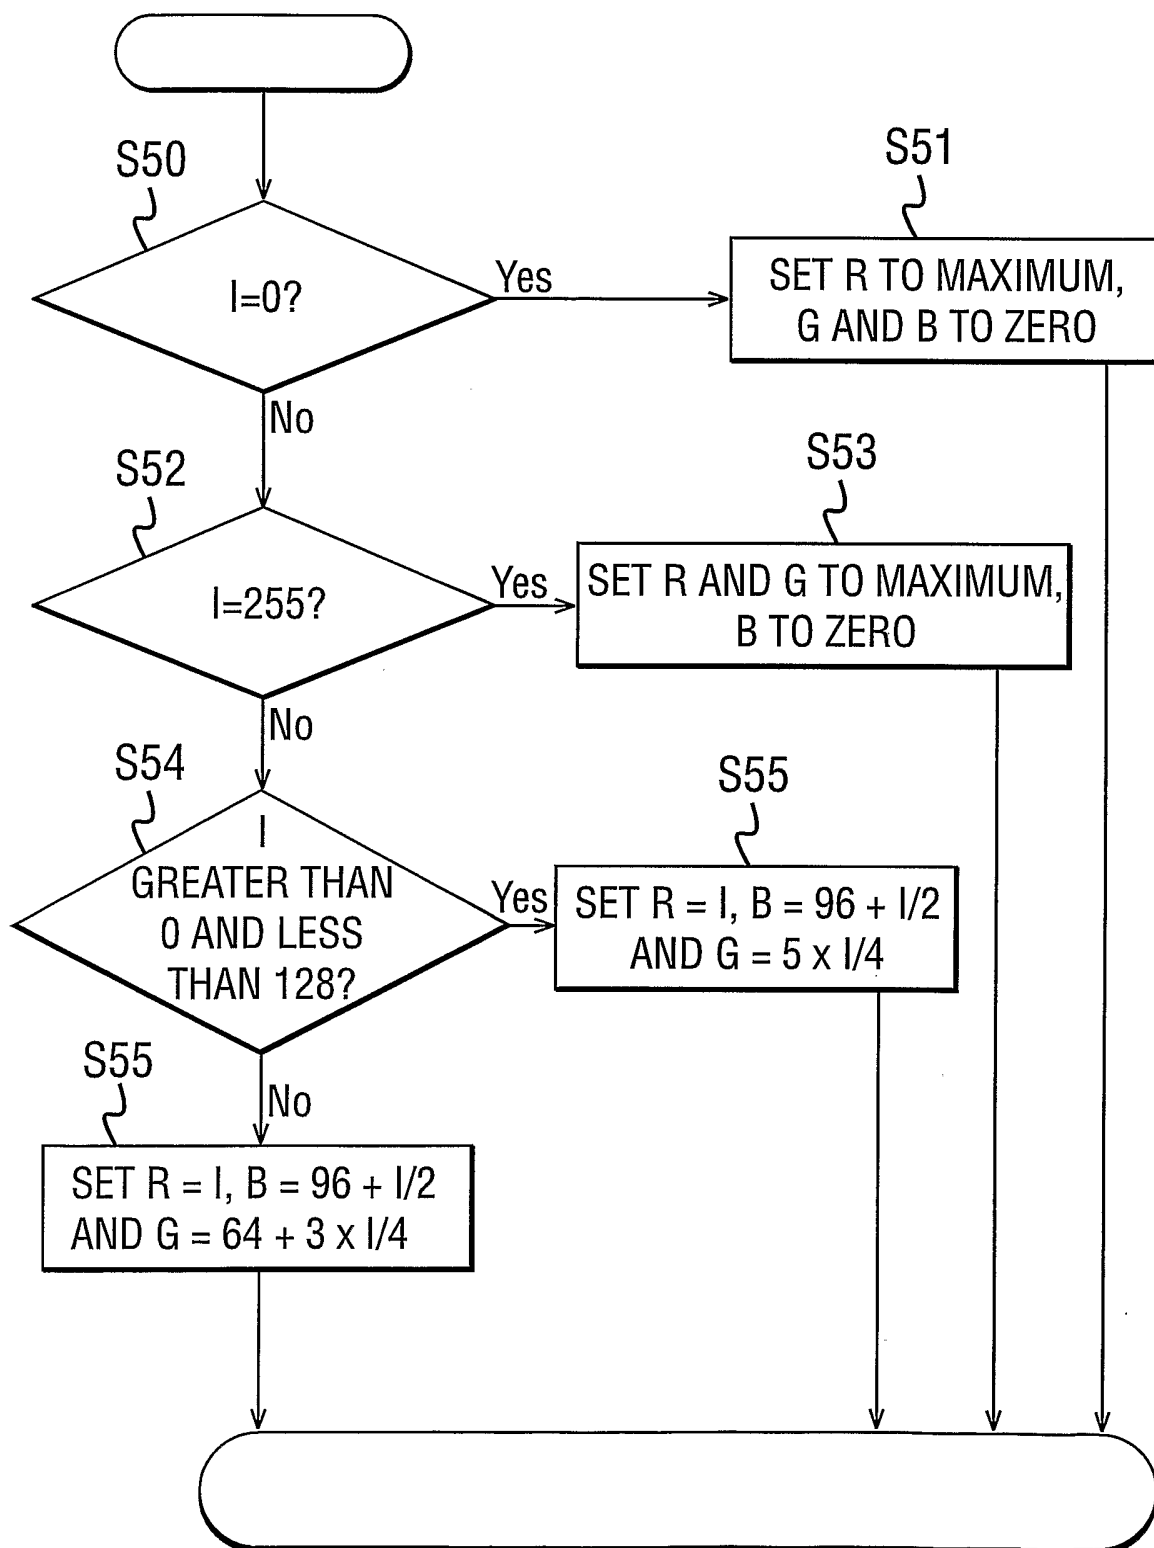 S50
I=0?
Yes
S51
SET R TO MAXIMUM,
G AND B TO ZERO
No
S52
I=255?
Yes
S53
SET R AND G TO MAXIMUM,
B TO ZERO
No
S54
I
GREATER THAN
0 AND LESS
THAN 128?
Yes
S55
SET R = I, B = 96 + I/2
AND G = 5 x I/4
No
S55
SET R = I, B = 96 + I/2
AND G = 64 + 3 x I/4